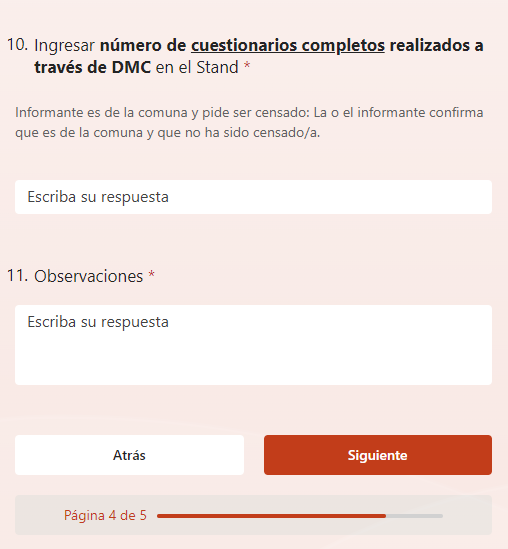 10. Ingresar número de cuestionarios completos realizados a
través de DMC en el Stand *
Informante es de la comuna y pide ser censado: La o el informante confirma
que es de la comuna y que no ha sido censado/a.
Escriba su respuesta
11. Observaciones *
Escriba su respuesta
Atrás
Siguiente
Página 4 de 5